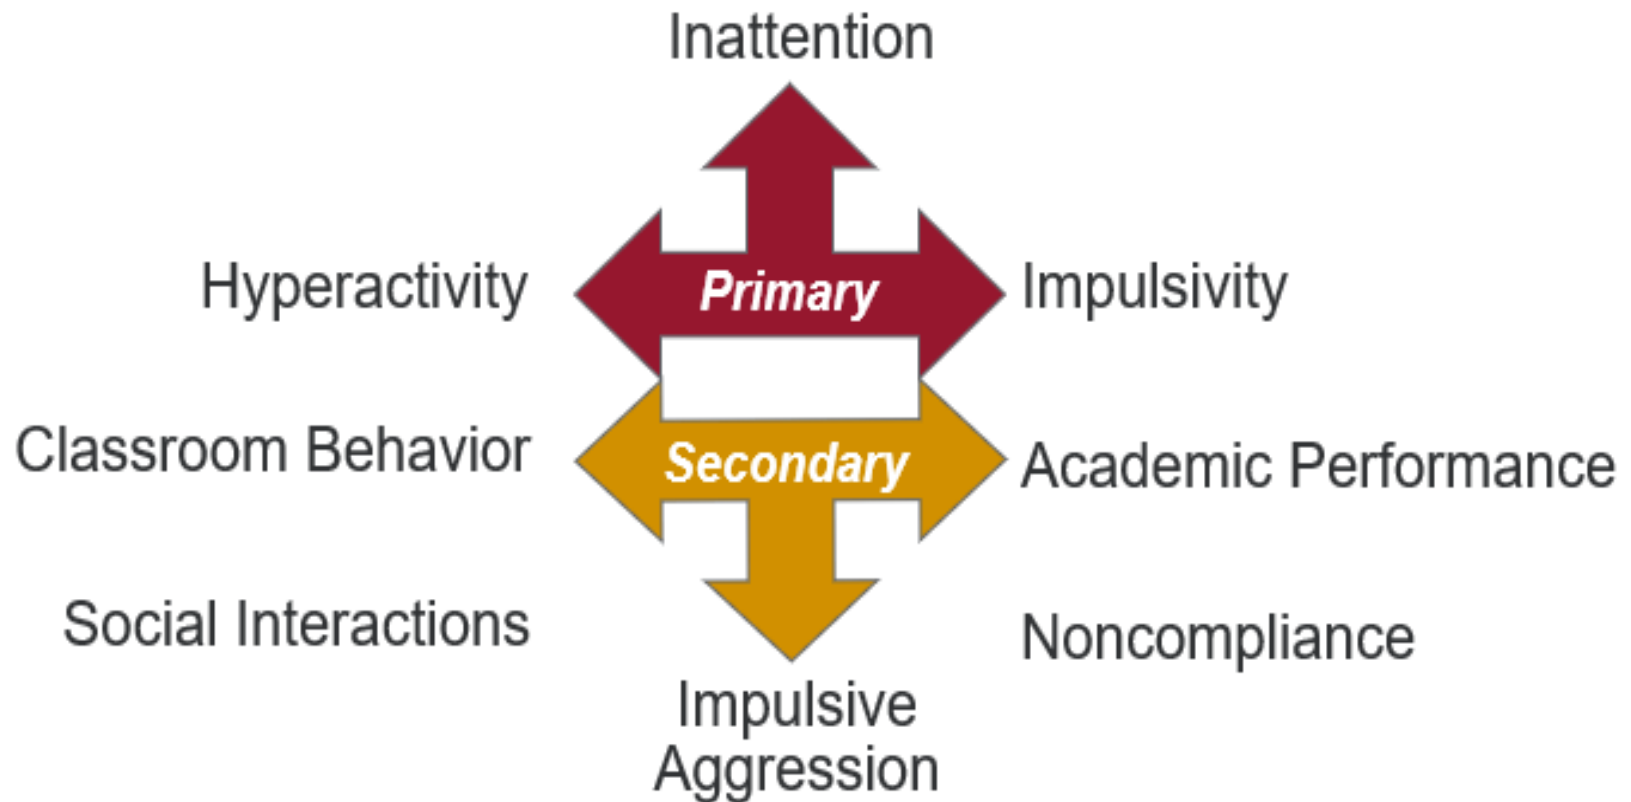 Inattention
Hyperactivity
Primary
Impulsivity
Classroom Behavior
Secondary
Academic Performance
Social Interactions
Noncompliance
Impulsive
Aggression